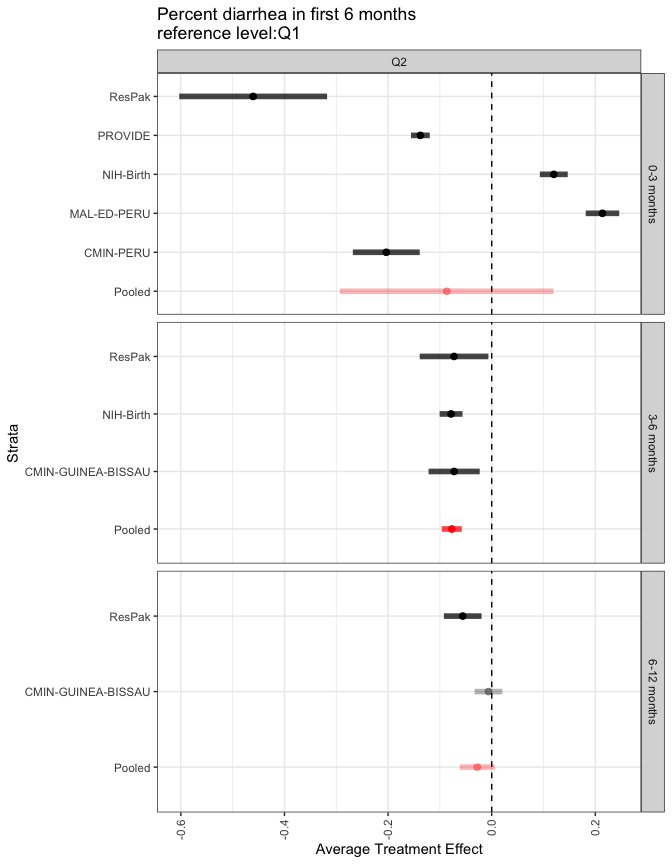 Percent diarrhea in first 6 months
reference level:Q1
Q2
ResPak
PROVIDE
NIH-Birth
MAL-ED-PERU
CMIN-PERU
Pooled
0-3 months
ResPak
NIH-Birth
CMIN-GUINEA-BISSAU
Pooled
3-6 months
ResPak
CMIN-GUINEA-BISSAU
Pooled
6-12 months
Strata
-0.6
-0.4
-0.2
0.0
0.2
Average Treatment Effect